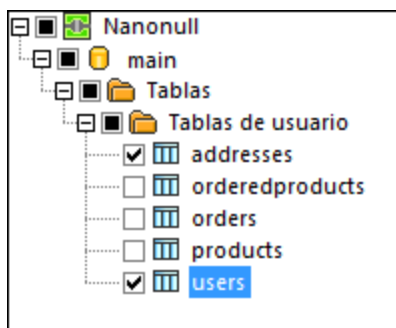 Nanonull
main
Tablas
Tablas de usuario
addresses
orderedproducts
orders
products
users